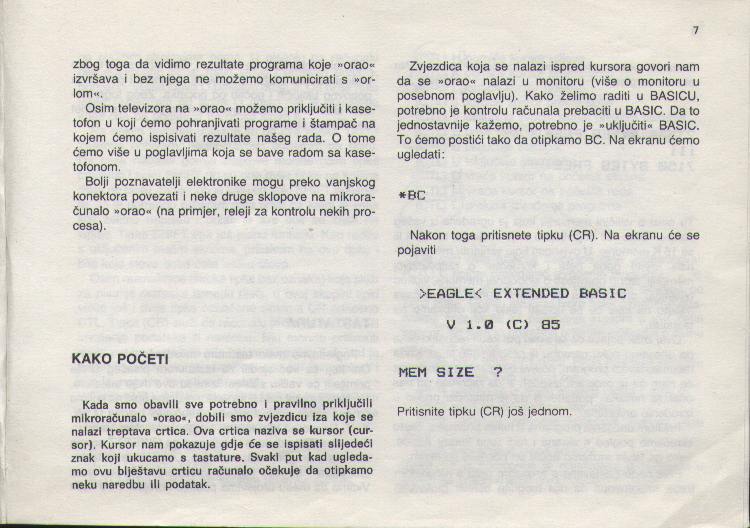 7
zbog toga da vidimo rezultate programa koje »orao«
izvršava i bez njega ne možemo komunicirati s »or-
lom«.
Osim televizora na »orao« možemo priključiti i kase-
tofon u koji ćemo pohranjivati programe i štampač na
kojem ćemo ispisivati rezultate našeg rada. O tome
ćemo više u poglavljima koja se bave radom sa kase-
tofonom.
Bolji poznavatelji elektronike mogu preko vanjskog
konektora povezati i neke druge sklopove na mikrora-
čunalo »orao« (na primjer, releji za kontrolu nekih pro-
cesa).
KAKO POČETI
Kada smo obavili sve potrebno i pravilno priključili
mikroračunalo »orao«, dobili smo zvjezdicu iza koje se
nalazi treptava crtica. Ova crtica naziva se kursor (cur-
sor). Kursor nam pokazuje gdje će se ispisati slijedeći
znak koji ukucamo s tastature. Svaki put kad ugleda-
mo ovu blještavu crticu računalo očekuje da otipkamo
neku naredbu ili podatak.
Zvjezdica koja se nalazi ispred kursora govori nam
da se »orao« nalazi u monitoru (više o monitoru u
posebnom poglavlju). Kako želimo raditi u BASICU,
potrebno je kontrolu računala prebaciti u BASIC. Da to
jednostavnije kažemo, potrebno je »uključiti« BASIC.
To ćemo postići tako da otipkamo BC. Na ekranu ćemo
ugledati:
*BC
Nakon toga pritisnete tipku (CR). Na ekranu će se
pojaviti
>EAGLE< EXTENDED BASIC
V 1.0 (C) 85
MEM SIZE ?
Pritisnite tipku (CR) još jednom.